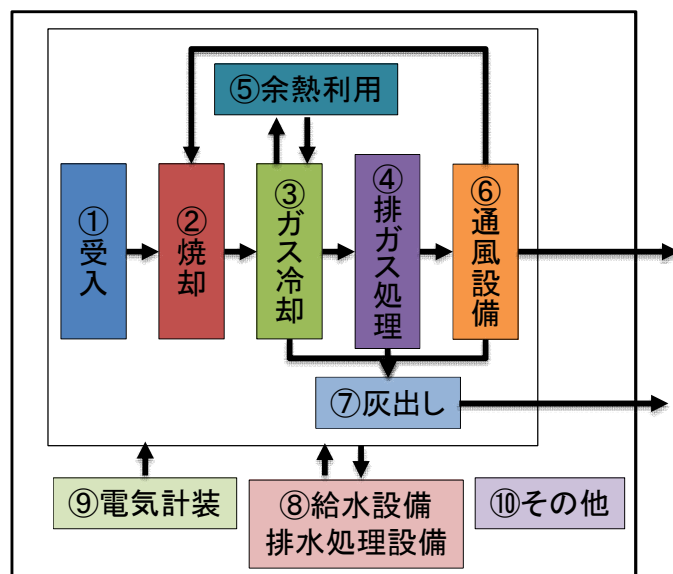 ⑤余熱利用
①受入
②焼却
③ガス冷却
④排ガス処理
⑥通風設備
⑦灰出し
⑨電気計装
⑧給水設備
排水処理設備
⑩その他